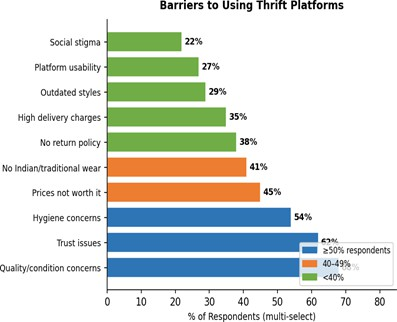 Barriers to Using Thrift Platforms
Social stigma 22%
Platform usability 27%
Outdated styles 29%
High delivery charges 35%
No return policy 38%
No Indian/traditional wear 41%
Prices not worth it 45%
Hygiene concerns 54%
Trust issues 62%
Quality/condition concerns
≥50% respondents
40–49%
<40%
0 10 20 30 40 50 60 70 80
% of Respondents (multi-select)